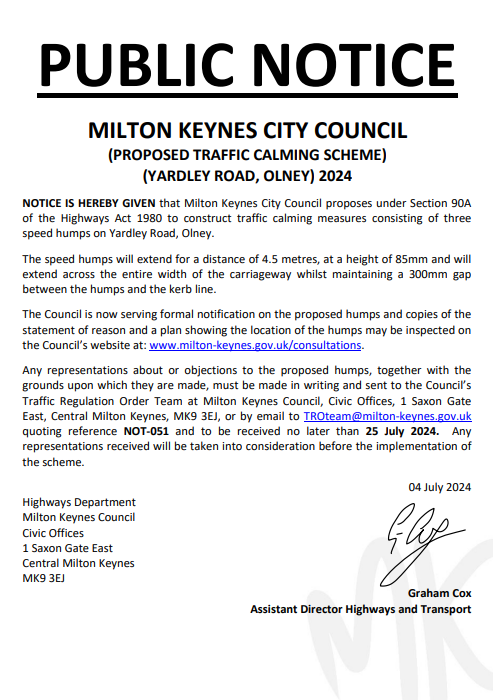 PUBLIC NOTICE
MILTON KEYNES CITY COUNCIL
(PROPOSED TRAFFIC CALMING SCHEME)
(YARDLEY ROAD, OLNEY) 2024
NOTICE IS HEREBY GIVEN that Milton Keynes City Council proposes under Section 90A
of the Highways Act 1980 to construct traffic calming measures consisting of three
speed humps on Yardley Road, Olney.
The speed humps will extend for a distance of 4.5 metres, at a height of 85mm and will
extend across the entire width of the carriageway whilst maintaining a 300mm gap
between the humps and the kerb line.
The Council is now serving formal notification on the proposed humps and copies of the
statement of reason and a plan showing the location of the humps may be inspected on
the Council's website at: www.milton-keynes.gov.uk/consultations.
Any representations about or objections to the proposed humps, together with the
grounds upon which they are made, must be made in writing and sent to the Council's
Traffic Regulation Order Team at Milton Keynes Council, Civic Offices, 1 Saxon Gate
East, Central Milton Keynes, MK9 3EJ, or by email to TROteam@milton-keynes.gov.uk
quoting reference NOT-051 and to be received no later than 25 July 2024. Any
representations received will be taken into consideration before the implementation of
the scheme.
04 July 2024
Highways Department
Milton Keynes Council
Civic Offices
1 Saxon Gate East
Central Milton Keynes
MK9 3EJ
Graham Cox
Assistant Director Highways and Transport
MK